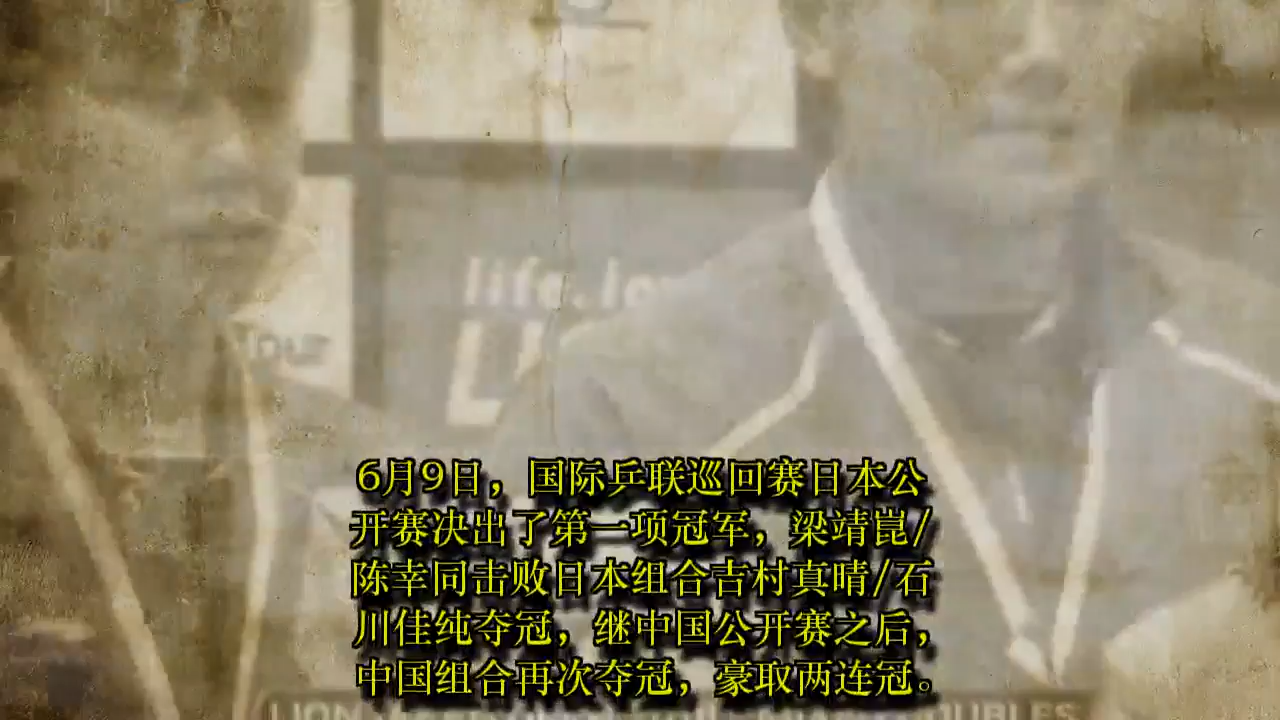 life.lo
6月9日，国际乒联巡回赛日本公
开赛决出了第一项冠军，梁靖崑/
陈幸同击败日本组合吉村真晴/石
川佳纯夺冠，继中国公开赛之后，
中国组合再次夺冠，豪取两连冠。
LION